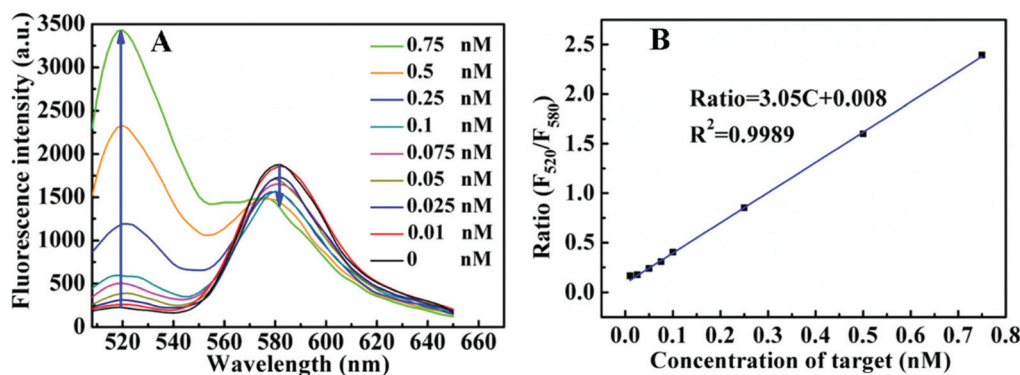 A
Fluorescence intensity (a.u.)
3500
3000
2500
2000
1500
1000
500
0
0.75 nM
0.5 nM
0.25 nM
0.1 nM
0.075 nM
0.05 nM
0.025 nM
0.01 nM
0 nM
520 540 560 580 600 620 640 660
Wavelength (nm)
B
Ratio (F520/F580)
2.5
2.0
1.5
1.0
0.5
0.0
Ratio=3.05C+0.008
R²=0.9989
0.0 0.1 0.2 0.3 0.4 0.5 0.6 0.7 0.8
Concentration of target (nM)